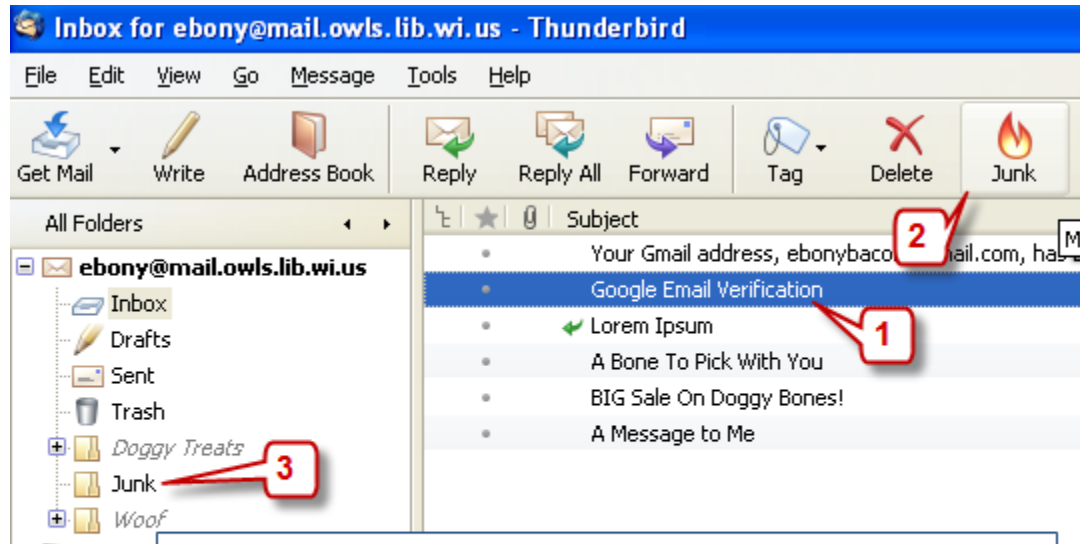 Inbox for ebony@mail.owls.lib.wi.us - Thunderbird
File Edit View Go Message Tools Help
Get Mail Write Address Book Reply Reply All Forward Tag Delete Junk
All Folders
Subject
2
M
ebony@mail.owls.lib.wi.us
Your Gmail address, ebonybaco ail.com, has
Google Email Verification
1
Inbox
Lorem Ipsum
Drafts
A Bone To Pick With You
Sent
BIG Sale On Doggy Bones!
Trash
A Message to Me
Doggy Treats
3
Junk
Woof